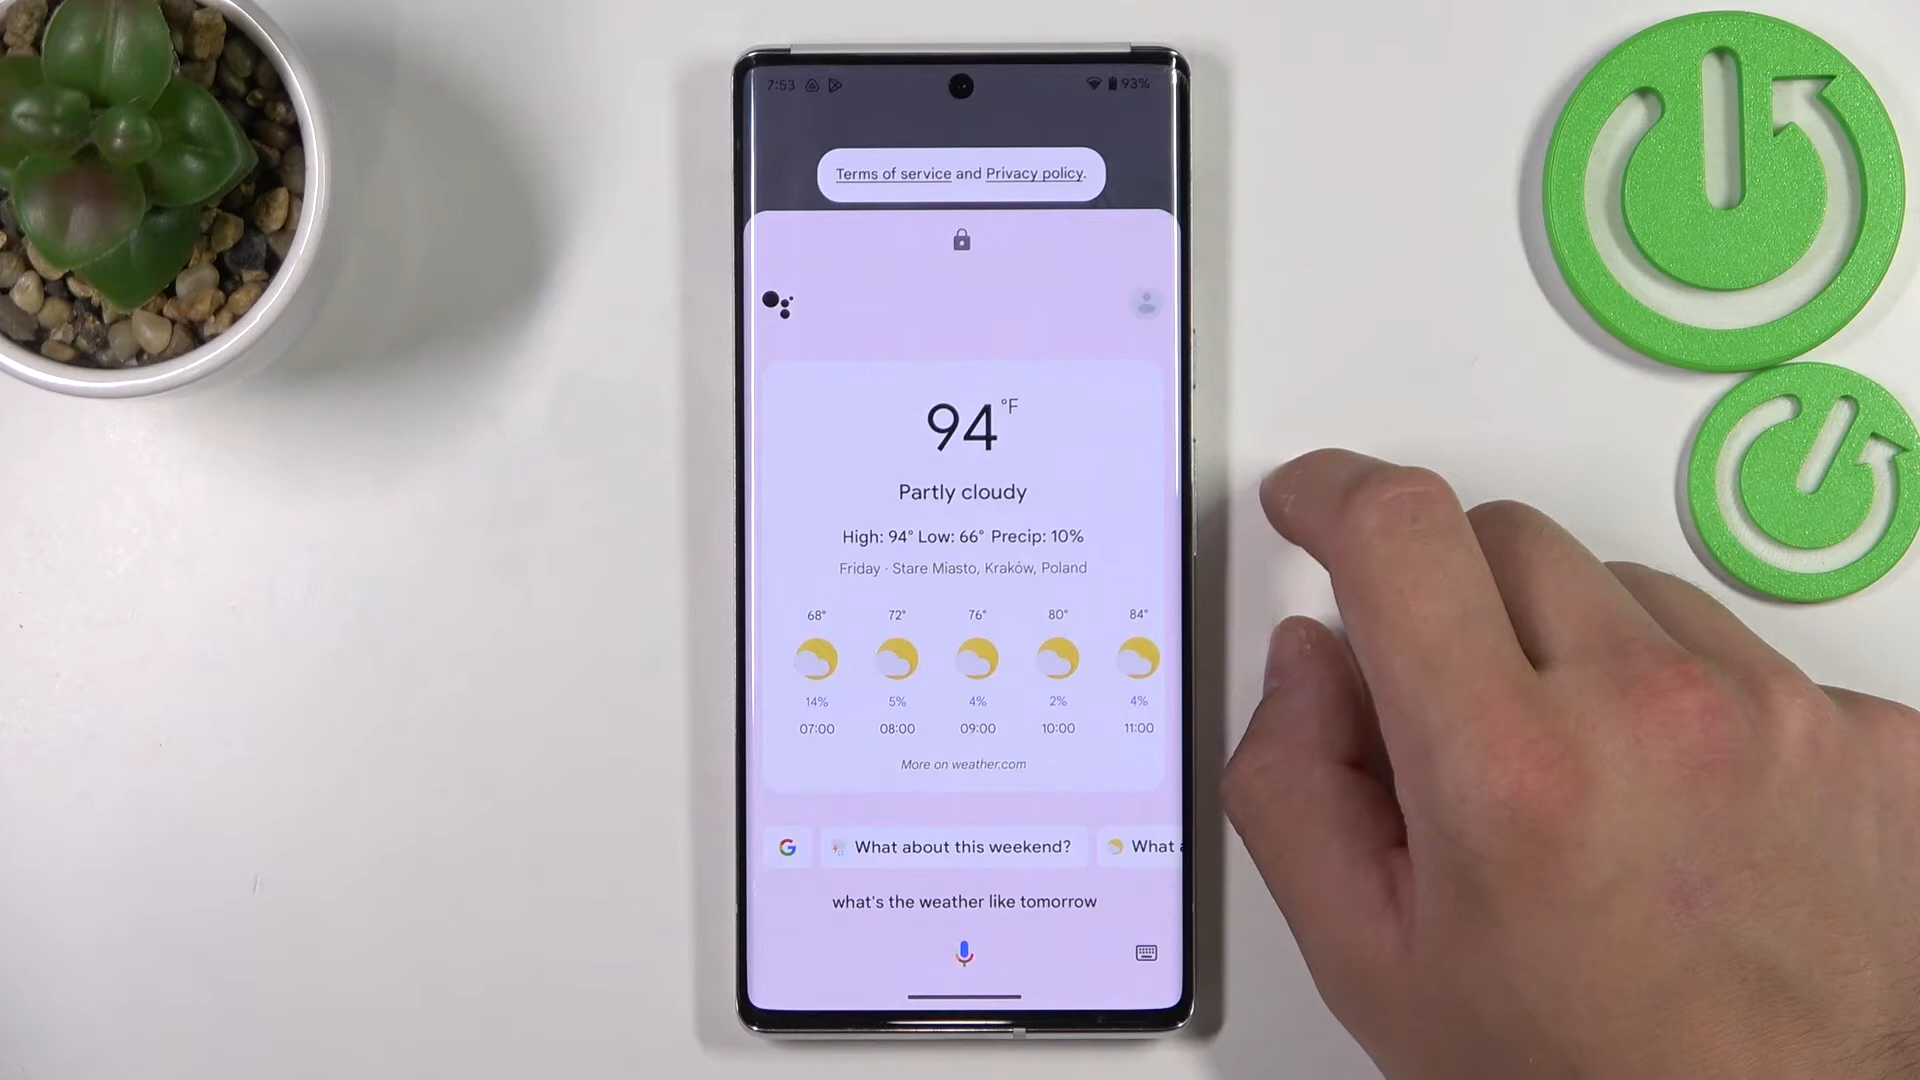 7:53 93%
Terms of service and Privacy policy.
94 °F
Partly cloudy
High: 94° Low: 66° Precip: 10%
Friday · Stare Miasto, Kraków, Poland
68° 72° 76° 80° 84°
14% 5% 4% 2% 4%
07:00 08:00 09:00 10:00 11:00
More on weather.com
G What about this weekend? What
what's the weather like tomorrow